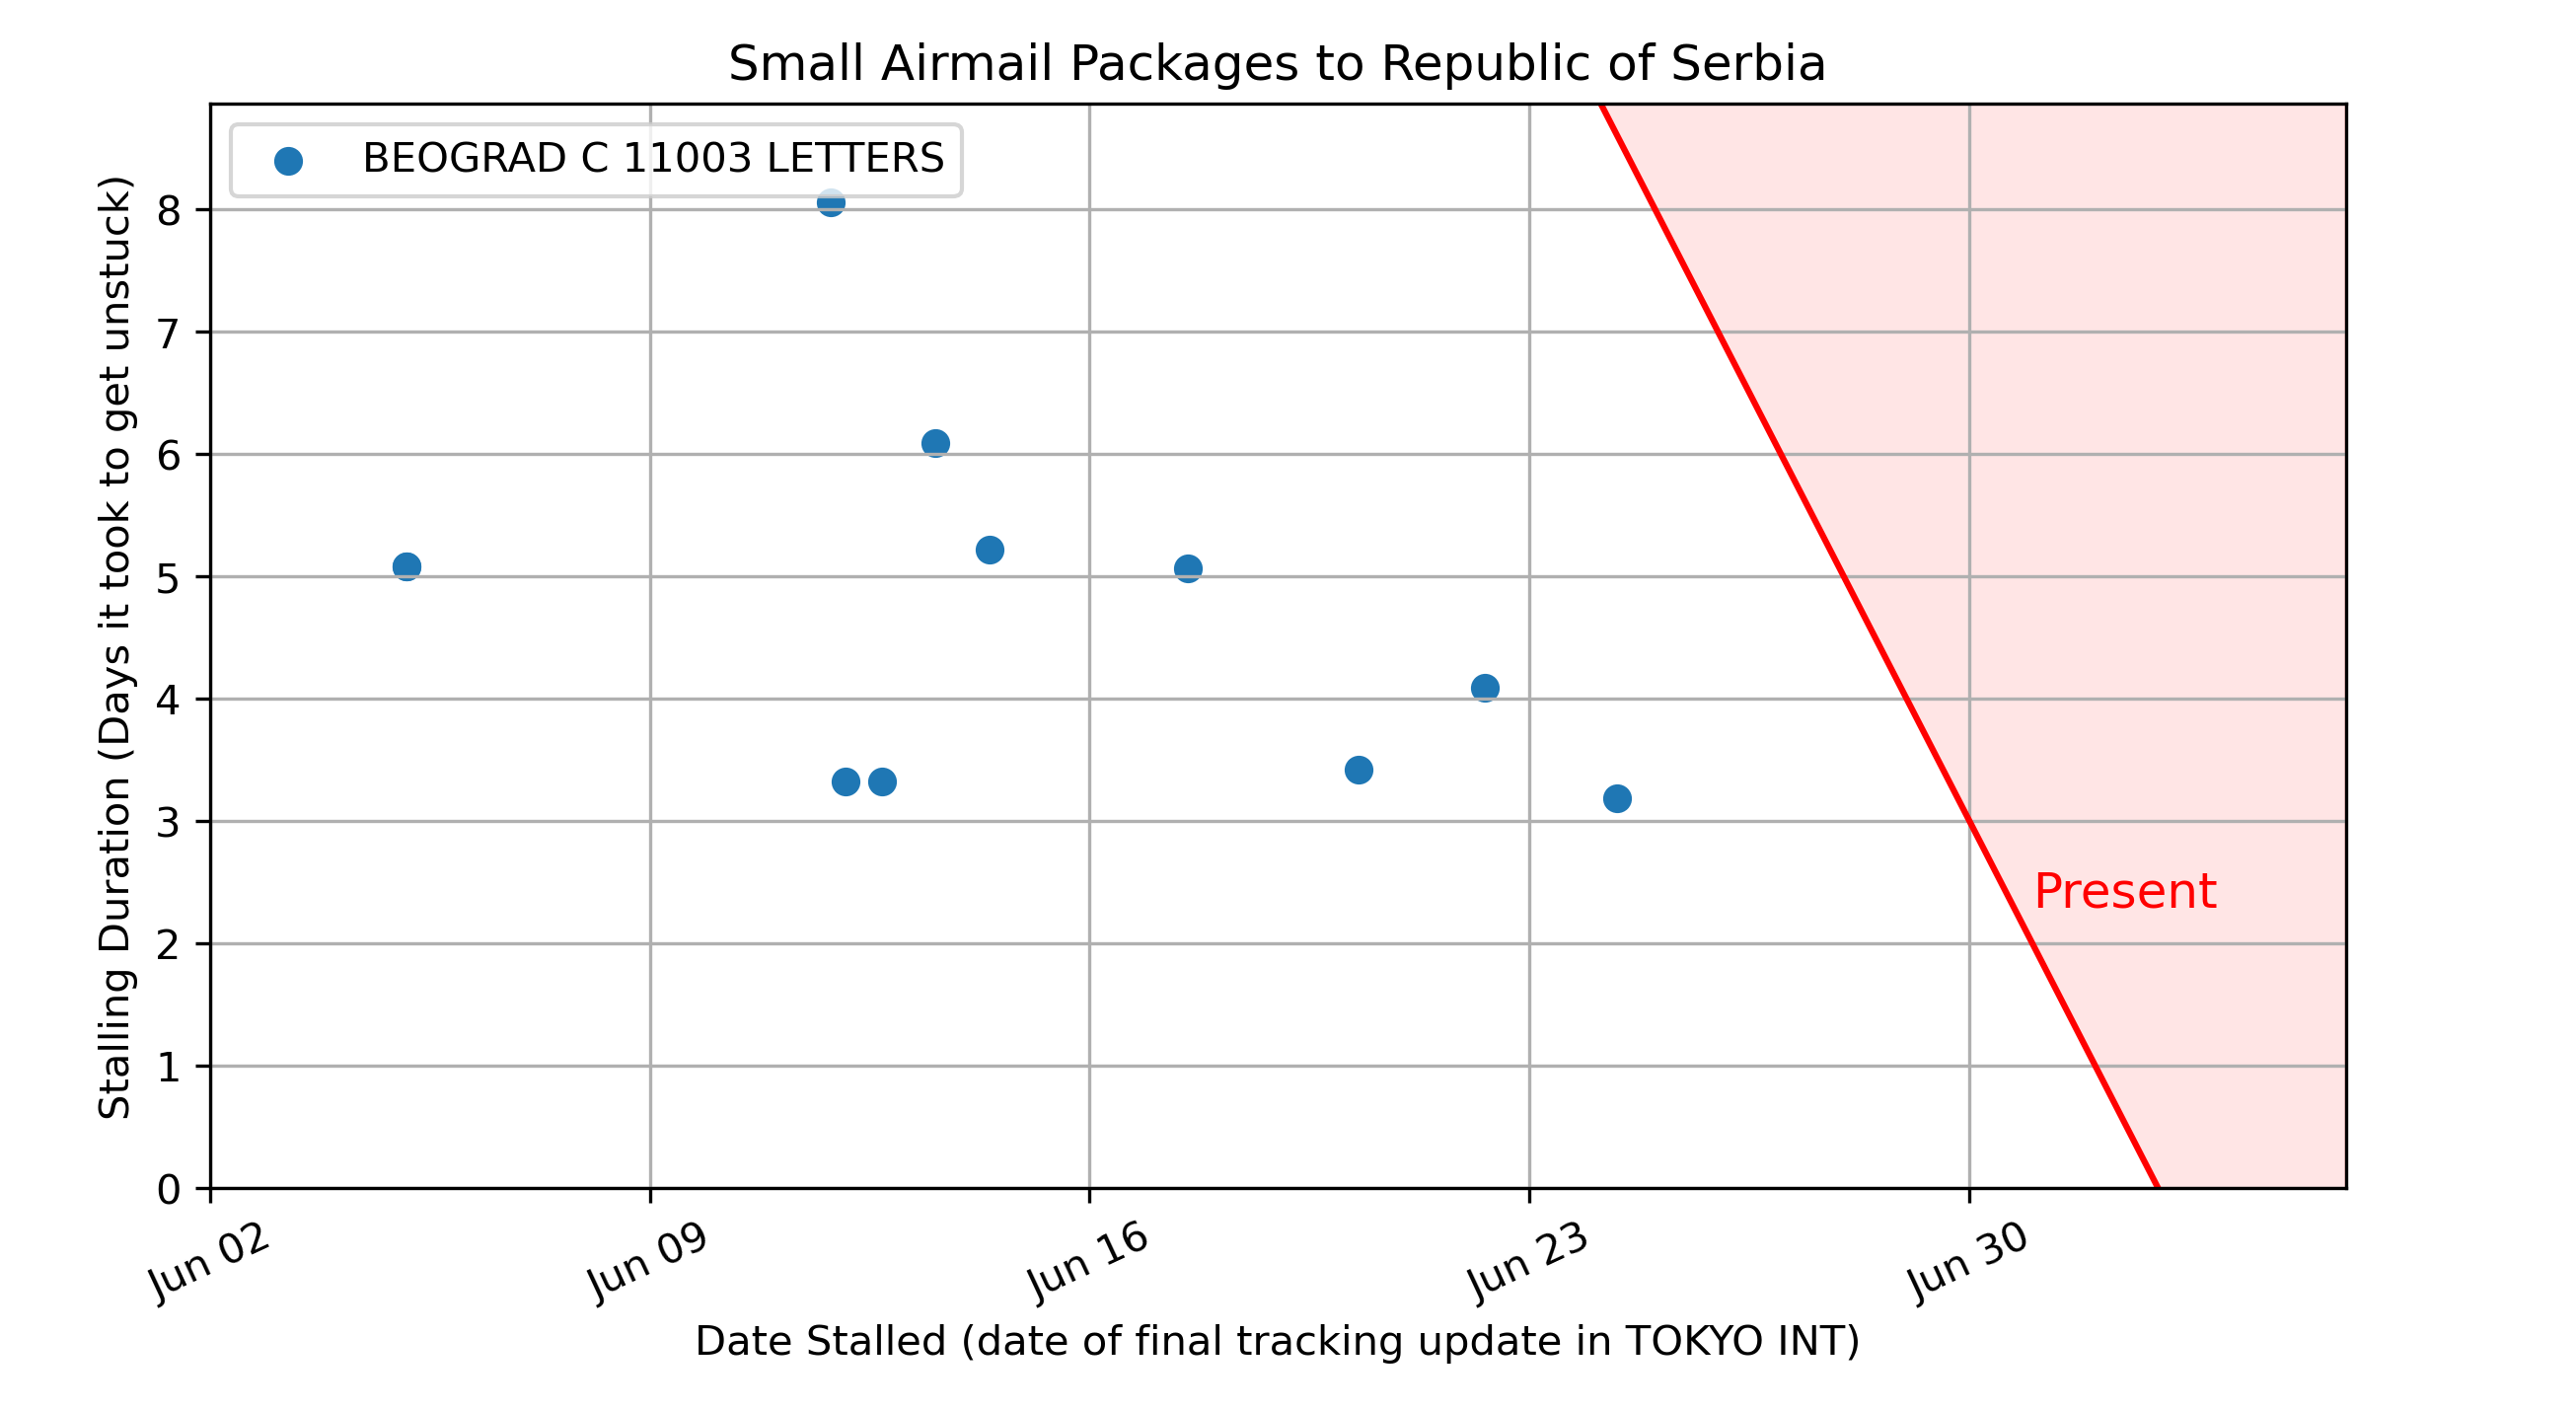 Small Airmail Packages to Republic of Serbia
BEOGRAD C 11003 LETTERS
Stalling Duration (Days it took to get unstuck)
8
7
6
5
4
3
2
1
0
Present
Jun 02
Jun 09
Jun 16
Jun 23
Jun 30
Date Stalled (date of final tracking update in TOKYO INT)